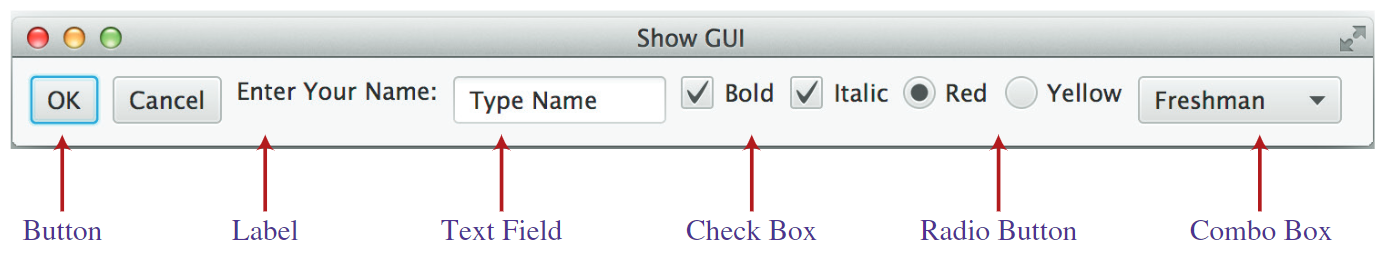 Show GUI
OK Cancel Enter Your Name: Type Name Bold Italic Red Yellow Freshman
Button Label Text Field Check Box Radio Button Combo Box